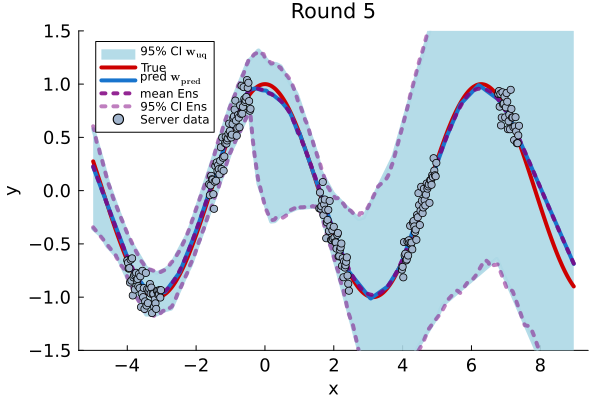 Round 5
95% CI w_uq
True
pred w_pred
mean Ens
95% CI Ens
Server data
1.5
1.0
0.5
0.0
−0.5
−1.0
−1.5
y
−4 −2 0 2 4 6 8
x